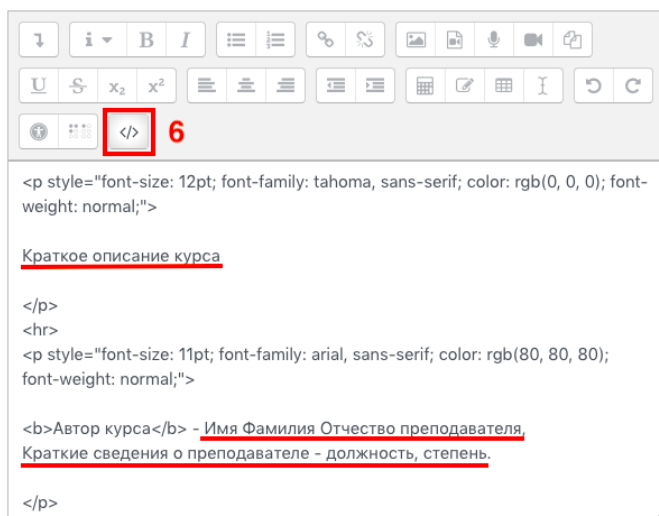 i B I
U S x₂ x²
</> 6
<p style="font-size: 12pt; font-family: tahoma, sans-serif; color: rgb(0, 0, 0); font-
weight: normal;">
Краткое описание курса
</p>
<hr>
<p style="font-size: 11pt; font-family: arial, sans-serif; color: rgb(80, 80, 80);
font-weight: normal;">
<b>Автор курса</b> - Имя Фамилия Отчество преподавателя,
Краткие сведения о преподавателе - должность, степень.
</p>